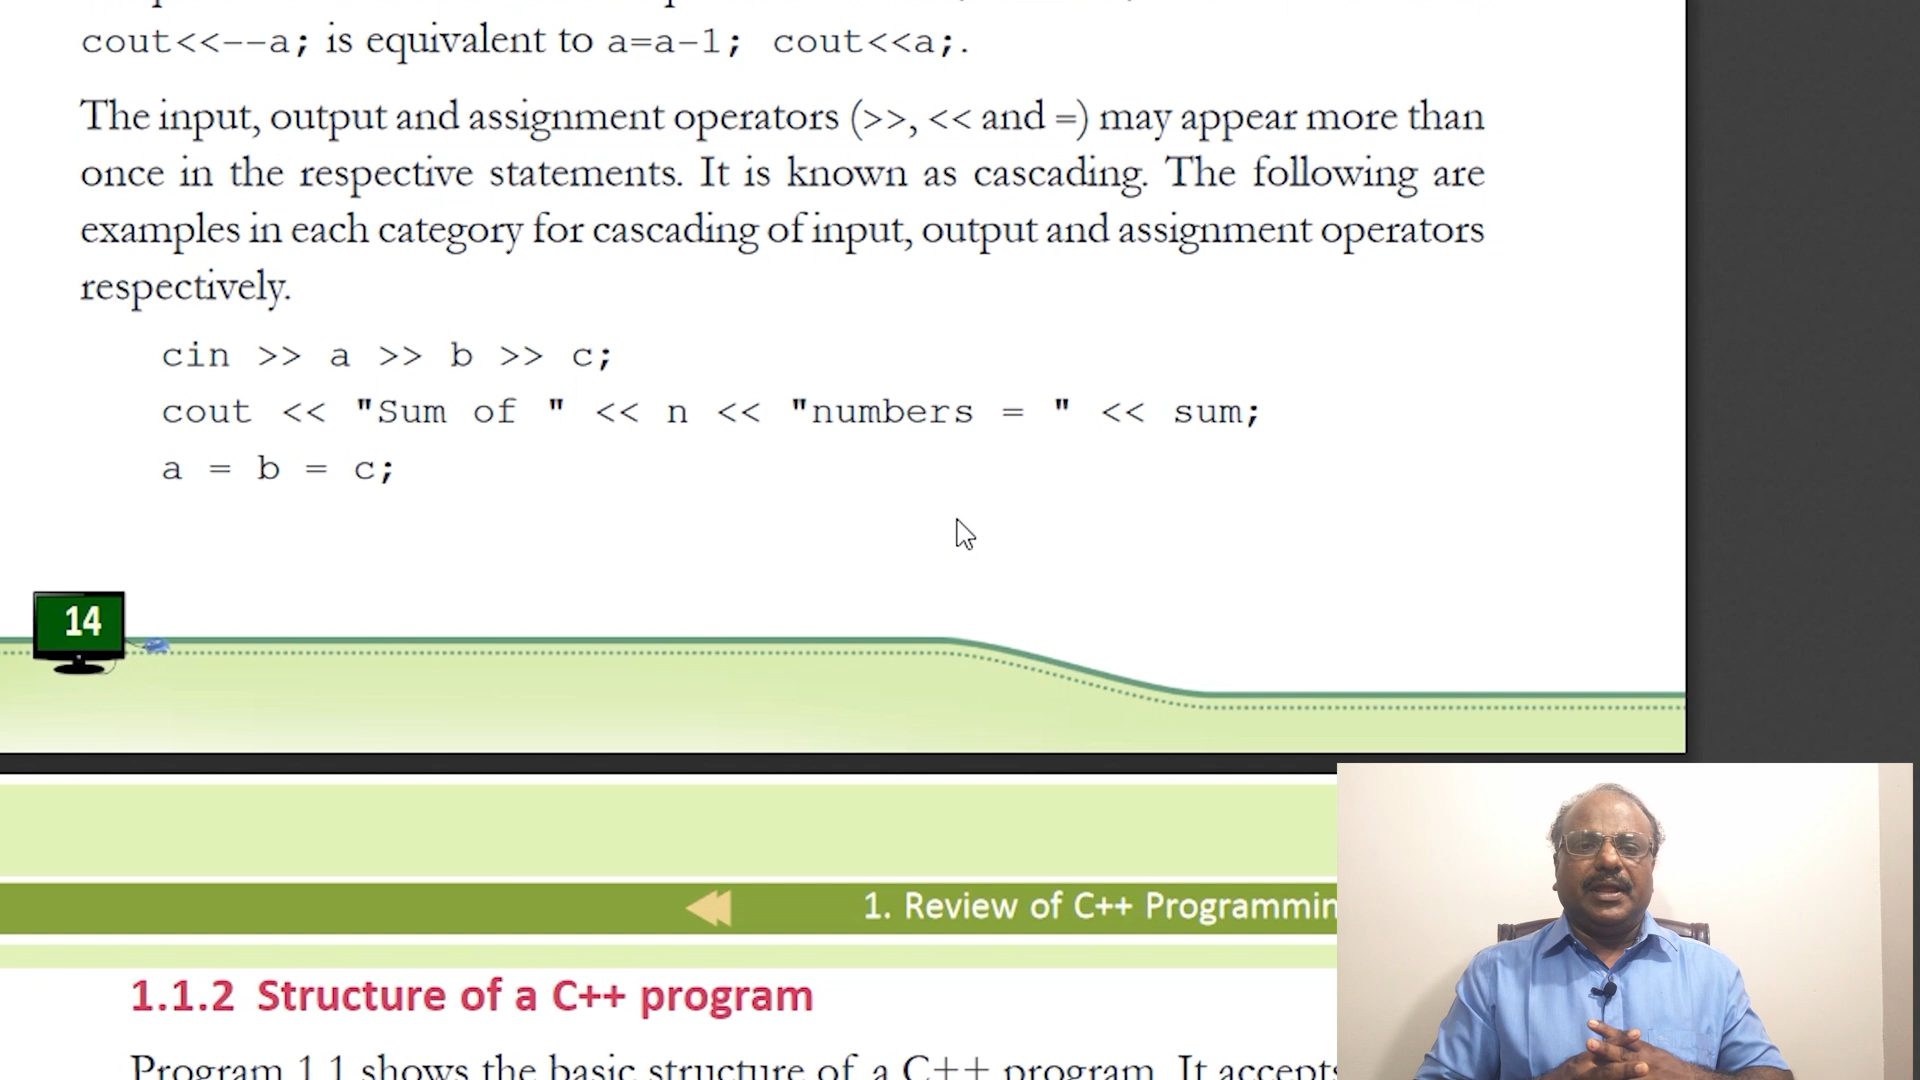 cout<<--a; is equivalent to a=a-1; cout<<a;.
The input, output and assignment operators (>>, << and =) may appear more than
once in the respective statements. It is known as cascading. The following are
examples in each category for cascading of input, output and assignment operators
respectively.
cin >> a >> b >> c;
cout << "Sum of " << n << "numbers = " << sum;
a = b = c;
14
1. Review of C++ Programmin
1.1.2 Structure of a C++ program
Program 1.1 shows the basic structure of a C++ program. It accepts